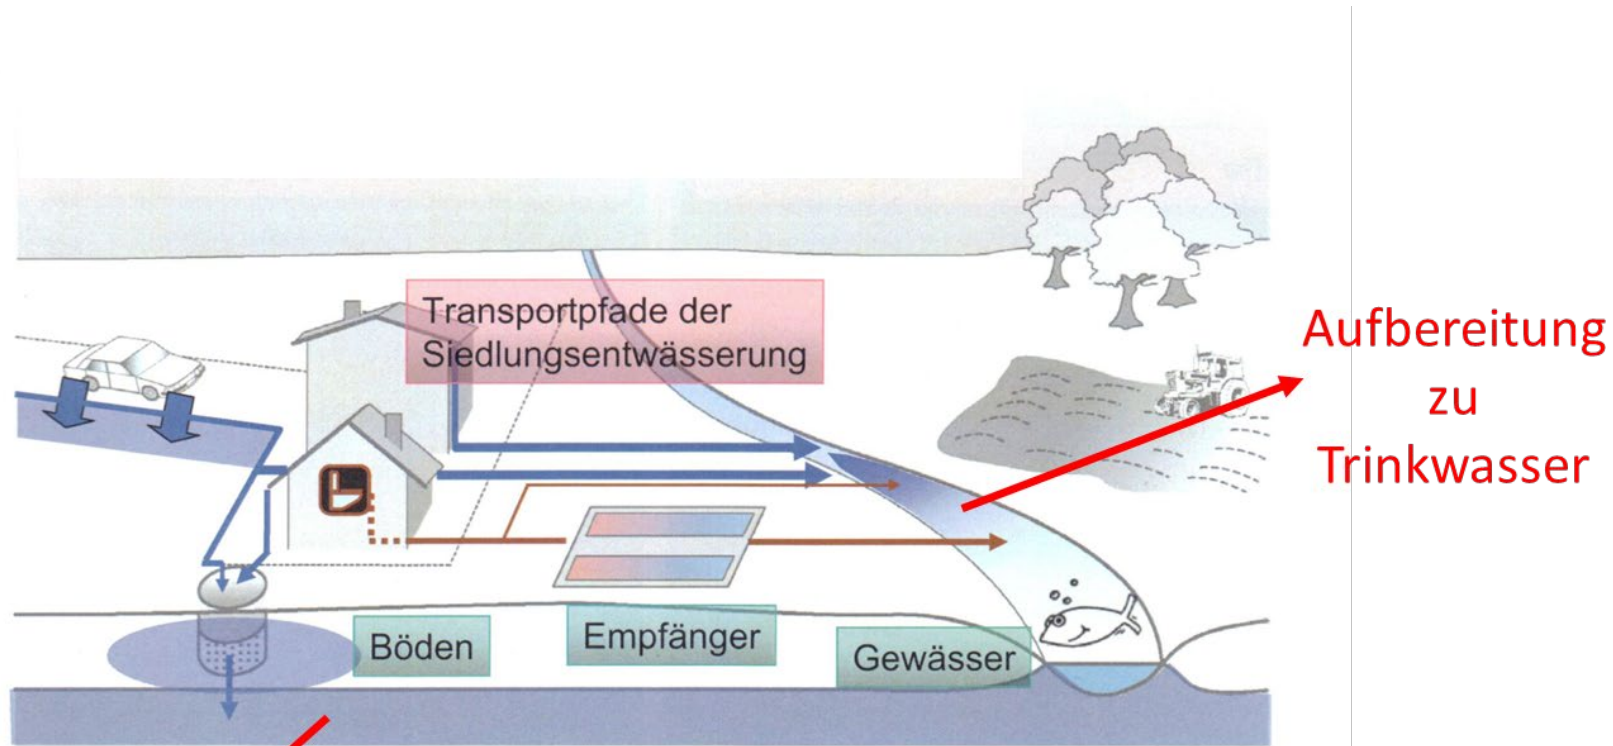 Transportpfade der
Siedlungsentwässerung
Aufbereitung
zu
Trinkwasser
Böden
Empfänger
Gewässer